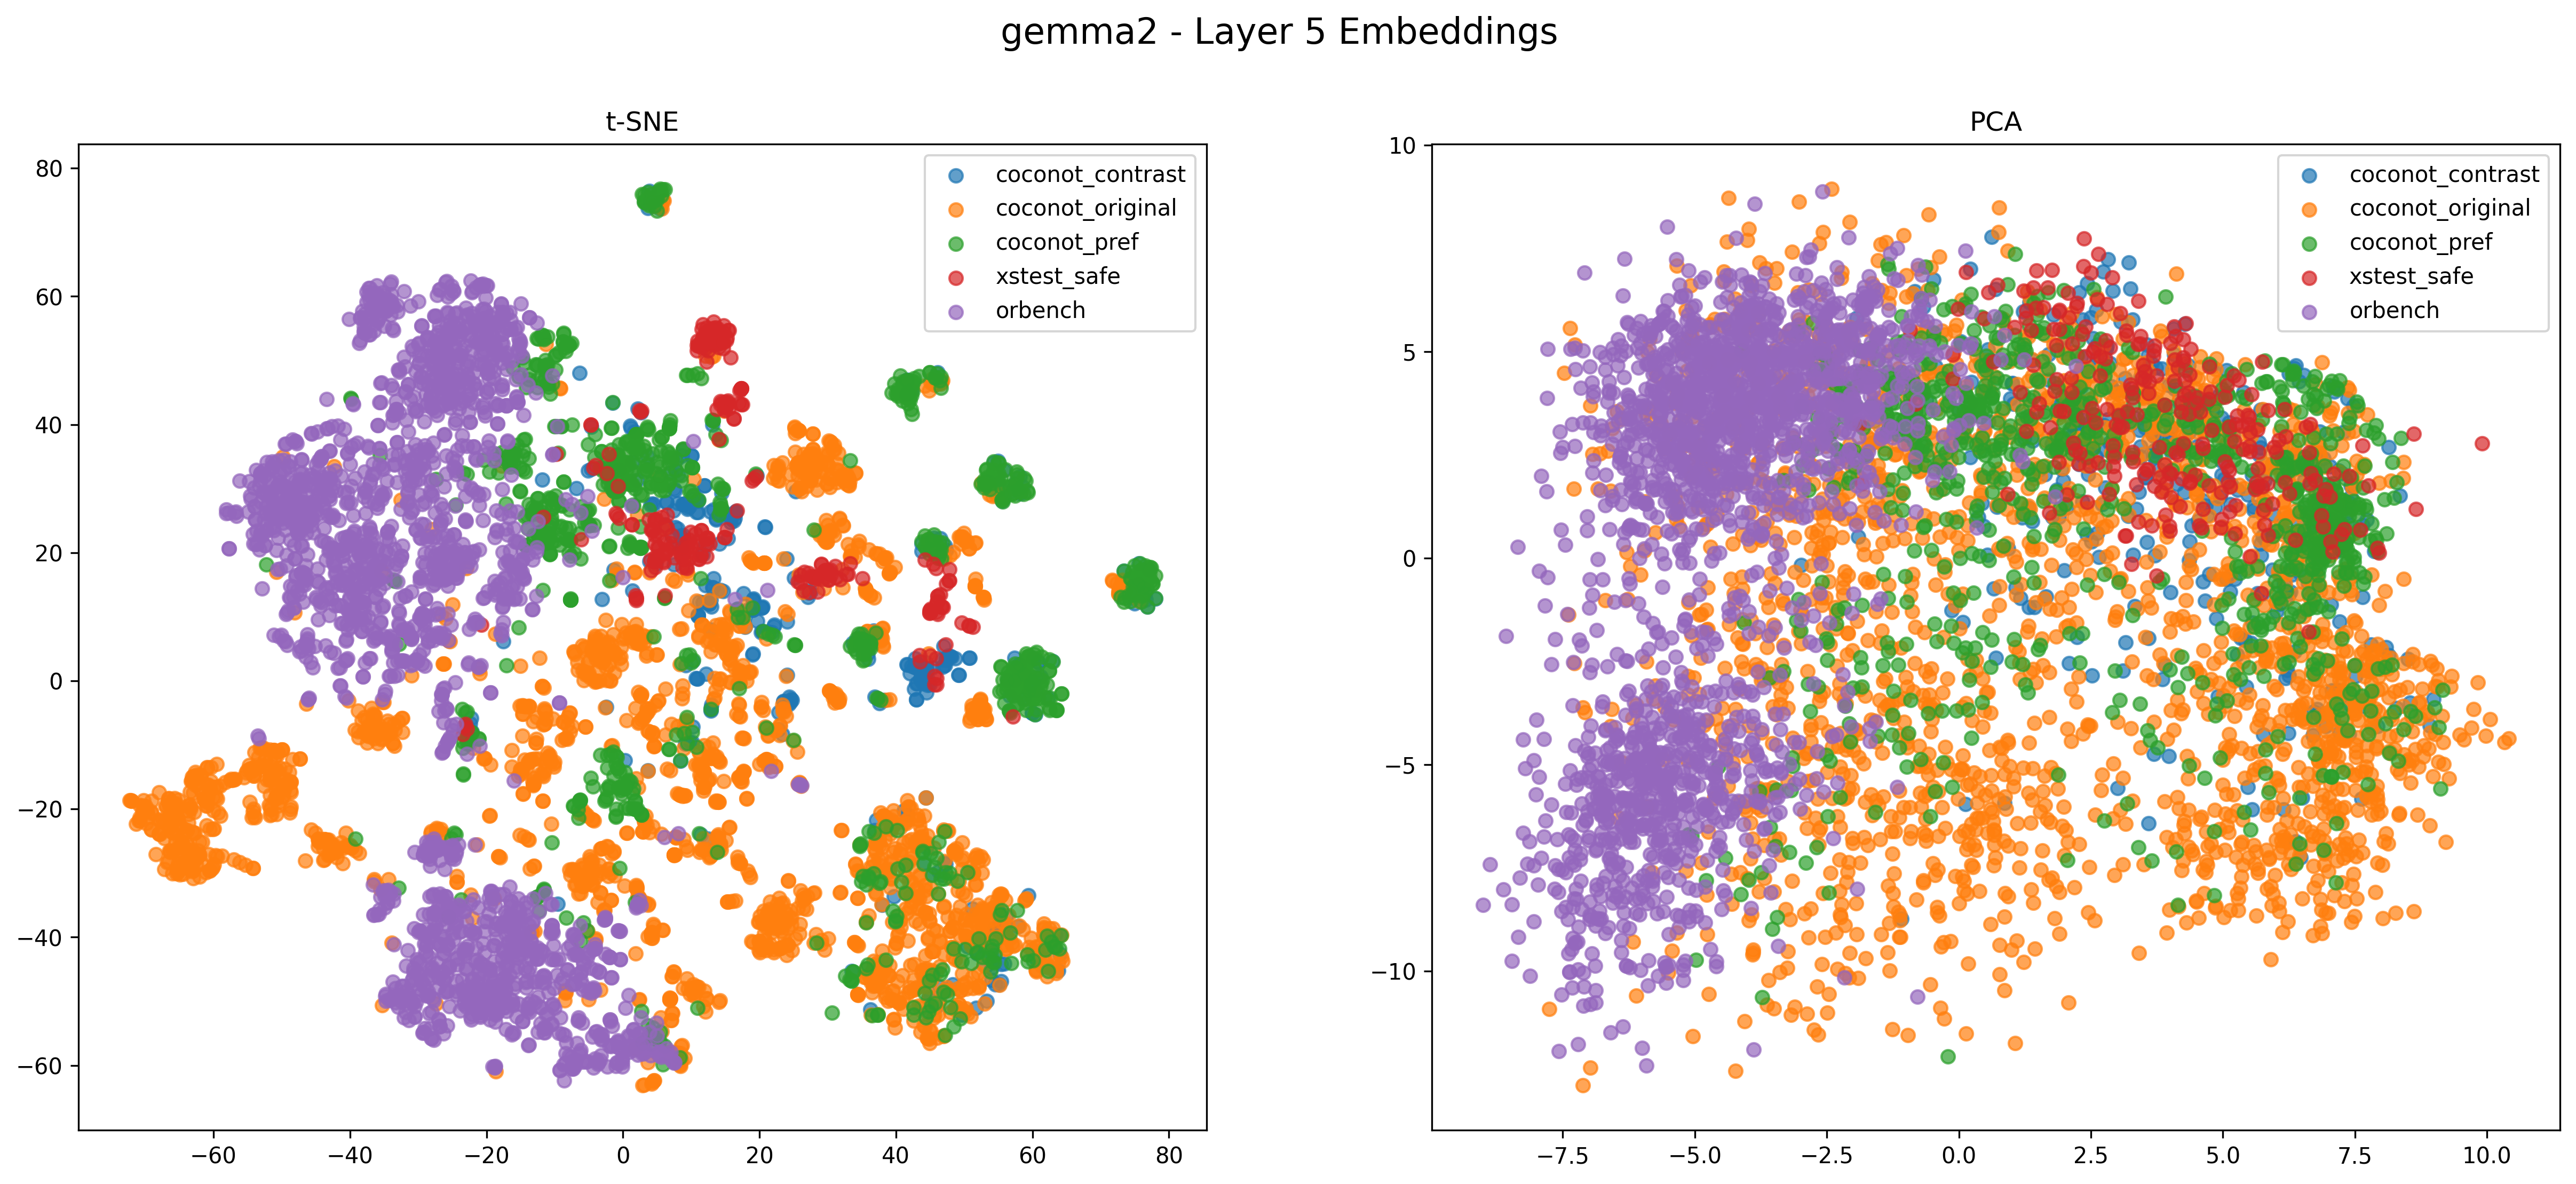 gemma2 - Layer 5 Embeddings
t-SNE
80
60
40
20
0
−20
−40
−60
−60 −40 −20 0 20 40 60 80
coconot_contrast
coconot_original
coconot_pref
xstest_safe
orbench
PCA
10
5
0
−5
−10
−7.5 −5.0 −2.5 0.0 2.5 5.0 7.5 10.0
coconot_contrast
coconot_original
coconot_pref
xstest_safe
orbench